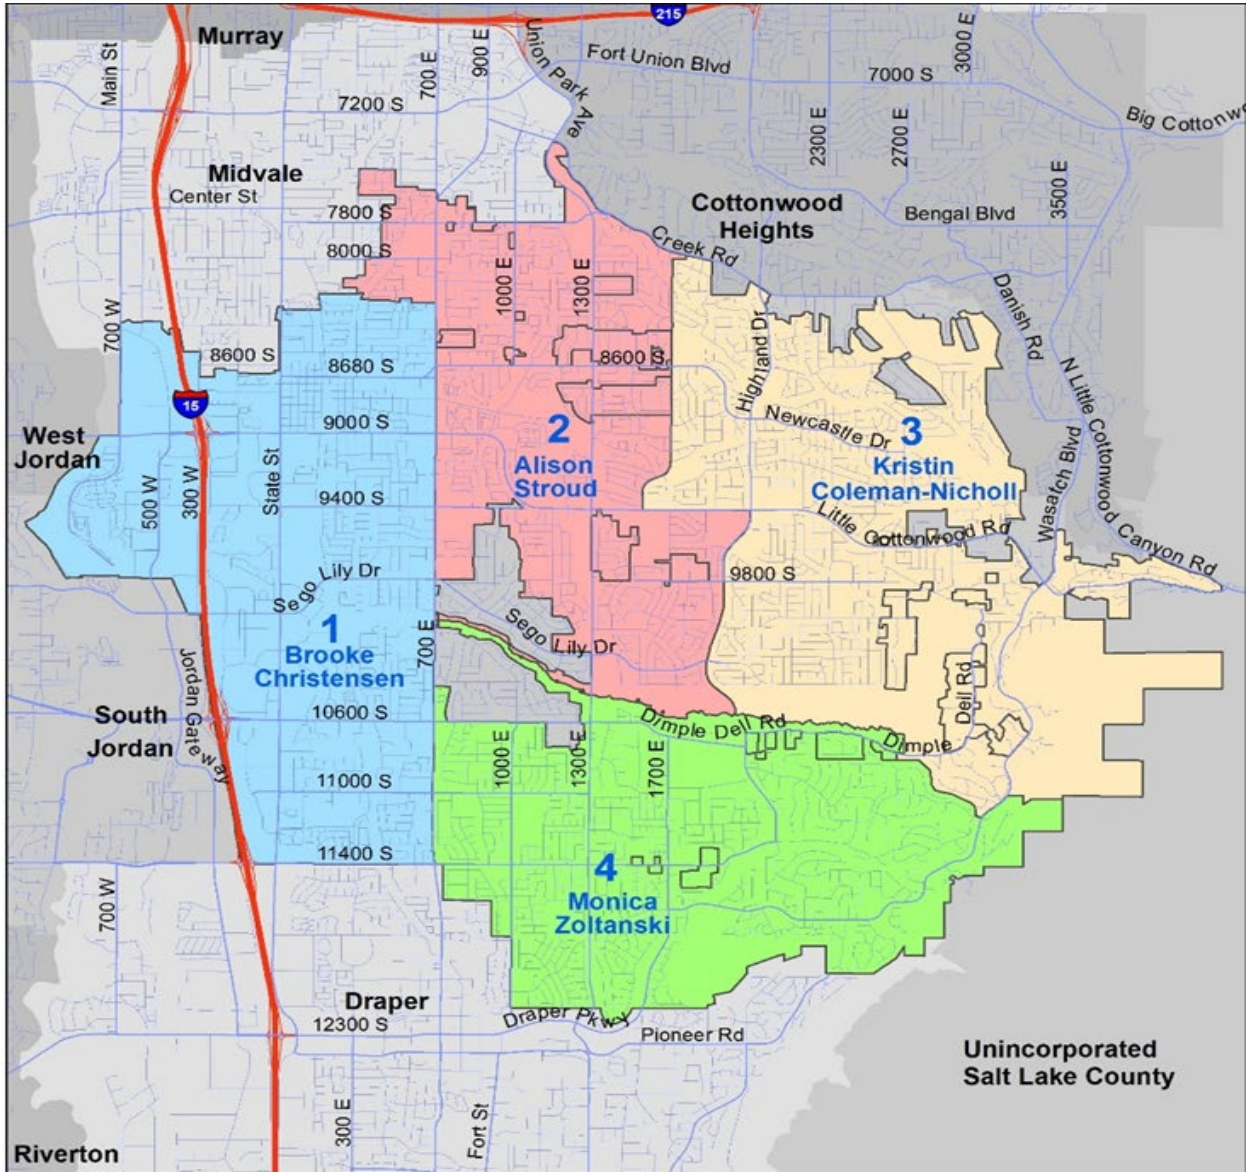 215
Murray
Main St
700 E
900 E
Union Park Ave
Fort Union Blvd
3000 E
7000 S
7200 S
Big Cottonw
2300 E
2700 E
Midvale
Center St
3500 E
7800 S
Cottonwood
Heights
Bengal Blvd
8000 S
Creek Rd
1000 E
1300 E
Danish Rd
700 W
8600 S
8680 S
8600 S
Highland Dr
N Little Cottonwood Canyon Rd
15
9000 S
Newcastle Dr
West
Jordan
2
Alison
Stroud
3
Kristin
Coleman-Nicholl
Wasatch Blvd
500 W
300 W
State St
9400 S
Little Cottonwood Rd
Sego Lily Dr
9800 S
1
Brooke
Christensen
700 E
Sego Lily Dr
Jordan Gateway
South
Jordan
10600 S
Dimple Dell Rd
Dimple
Dell Rd
1000 E
1300 E
1700 E
11000 S
11400 S
4
Monica
Zoltanski
700 W
Draper
12300 S
Draper Pkwy
Pioneer Rd
Unincorporated
Salt Lake County
300 E
Fort St
Riverton